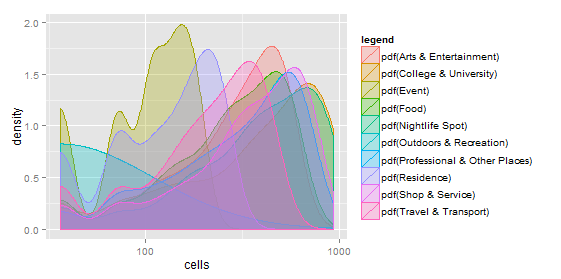 density
2.0
1.5
1.0
0.5
0.0
100
1000
cells
legend
pdf(Arts & Entertainment)
pdf(College & University)
pdf(Event)
pdf(Food)
pdf(Nightlife Spot)
pdf(Outdoors & Recreation)
pdf(Professional & Other Places)
pdf(Residence)
pdf(Shop & Service)
pdf(Travel & Transport)